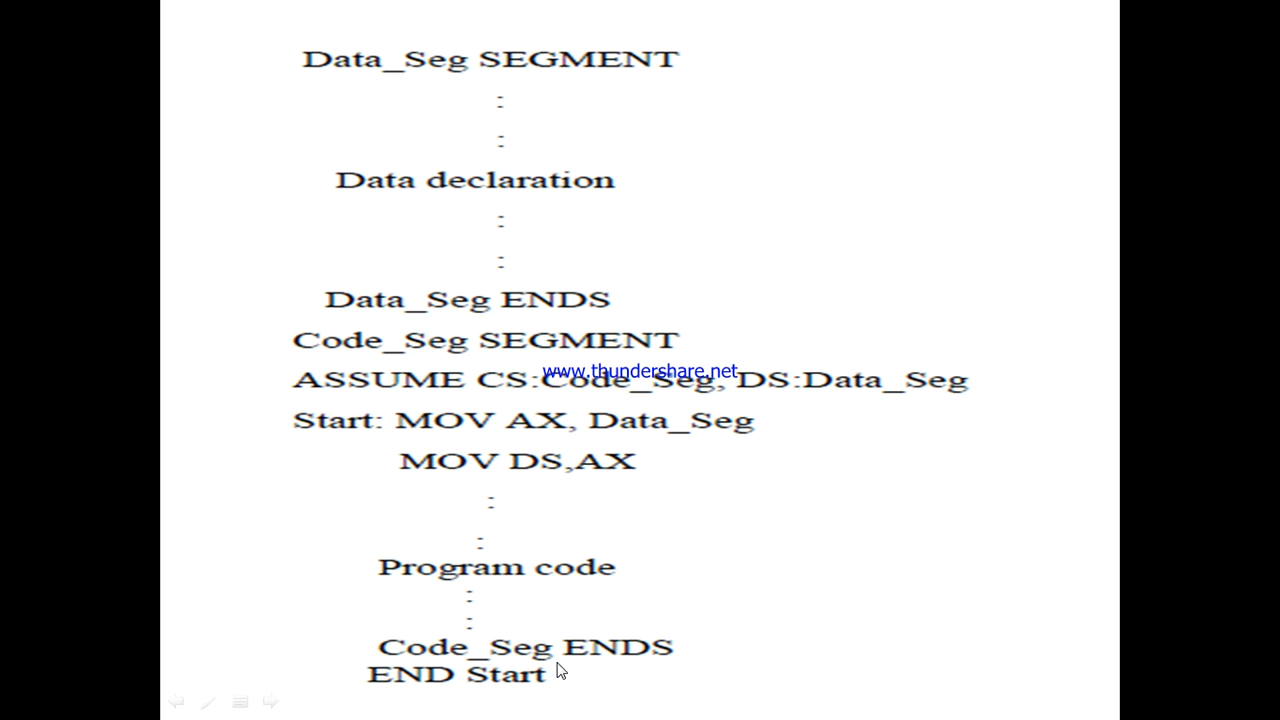 Data_Seg SEGMENT
:
:
Data declaration
:
:
Data_Seg ENDS
Code_Seg SEGMENT
www.thundershare.net
ASSUME CS:Code_Seg, DS:Data_Seg
Start: MOV AX, Data_Seg
MOV DS,AX
:
:
Program code
:
:
Code_Seg ENDS
END Start